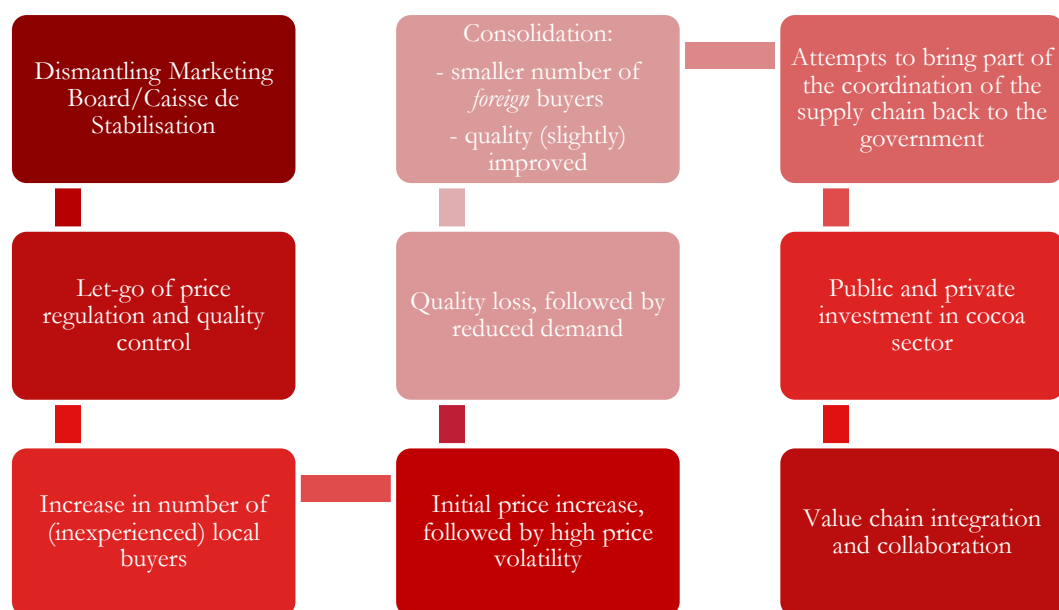 Dismantling Marketing
Board/Caisse de
Stabilisation
Let-go of price
regulation and quality
control
Increase in number of
(inexperienced) local
buyers
Initial price increase,
followed by high price
volatility
Quality loss, followed by
reduced demand
Consolidation:
- smaller number of
foreign buyers
- quality (slightly)
improved
Attempts to bring part of
the coordination of the
supply chain back to the
government
Public and private
investment in cocoa
sector
Value chain integration
and collaboration